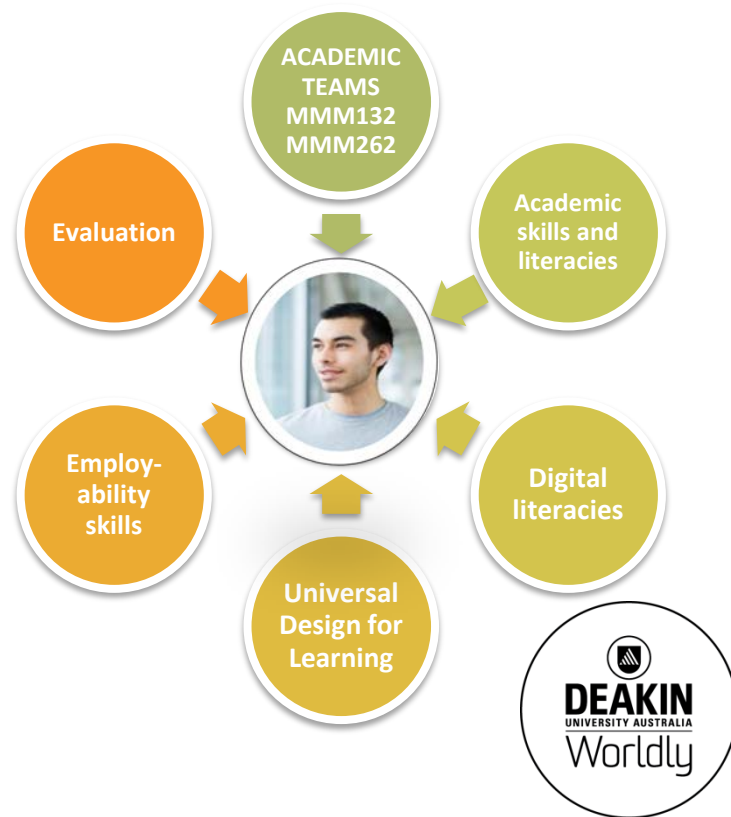 ACADEMIC
TEAMS
MMM132
MMM262
Academic
skills and
literacies
Digital
literacies
Universal
Design for
Learning
Employ-
ability
skills
Evaluation
DEAKIN
UNIVERSITY AUSTRALIA
Worldly